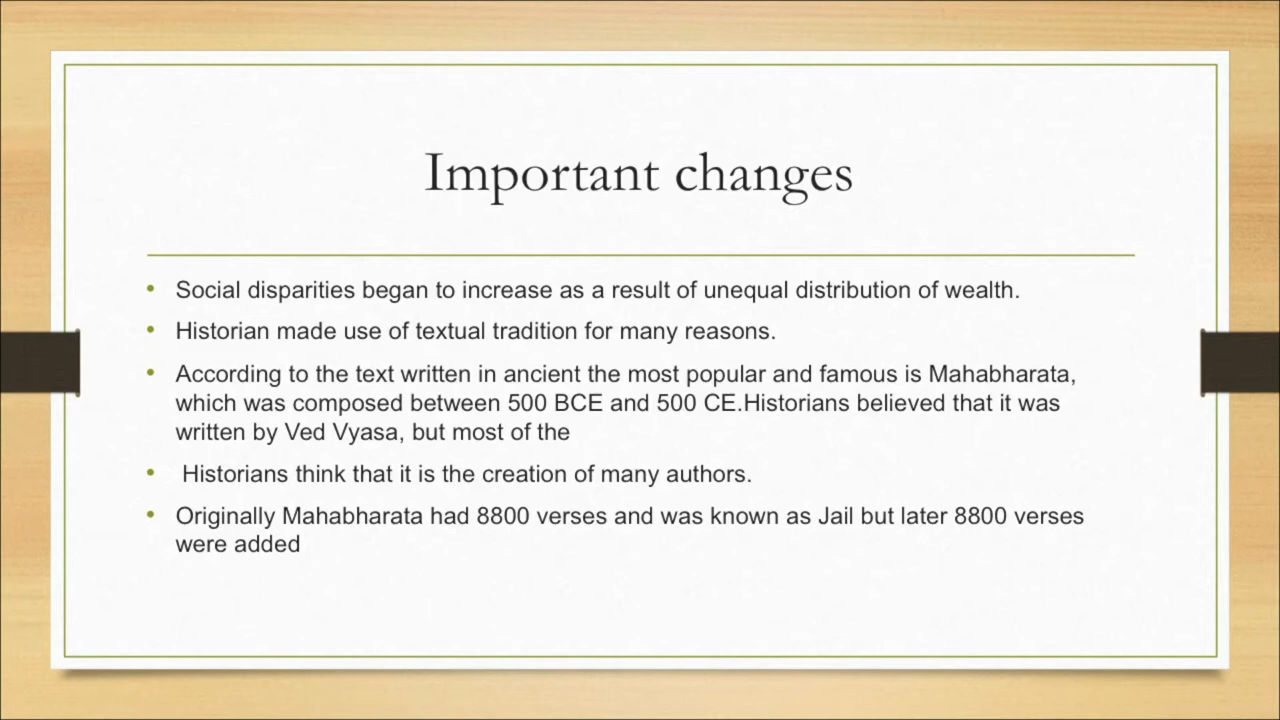 Important changes
• Social disparities began to increase as a result of unequal distribution of wealth.
• Historian made use of textual tradition for many reasons.
• According to the text written in ancient the most popular and famous is Mahabharata,
which was composed between 500 BCE and 500 CE.Historians believed that it was
written by Ved Vyasa, but most of the
• Historians think that it is the creation of many authors.
• Originally Mahabharata had 8800 verses and was known as Jail but later 8800 verses
were added